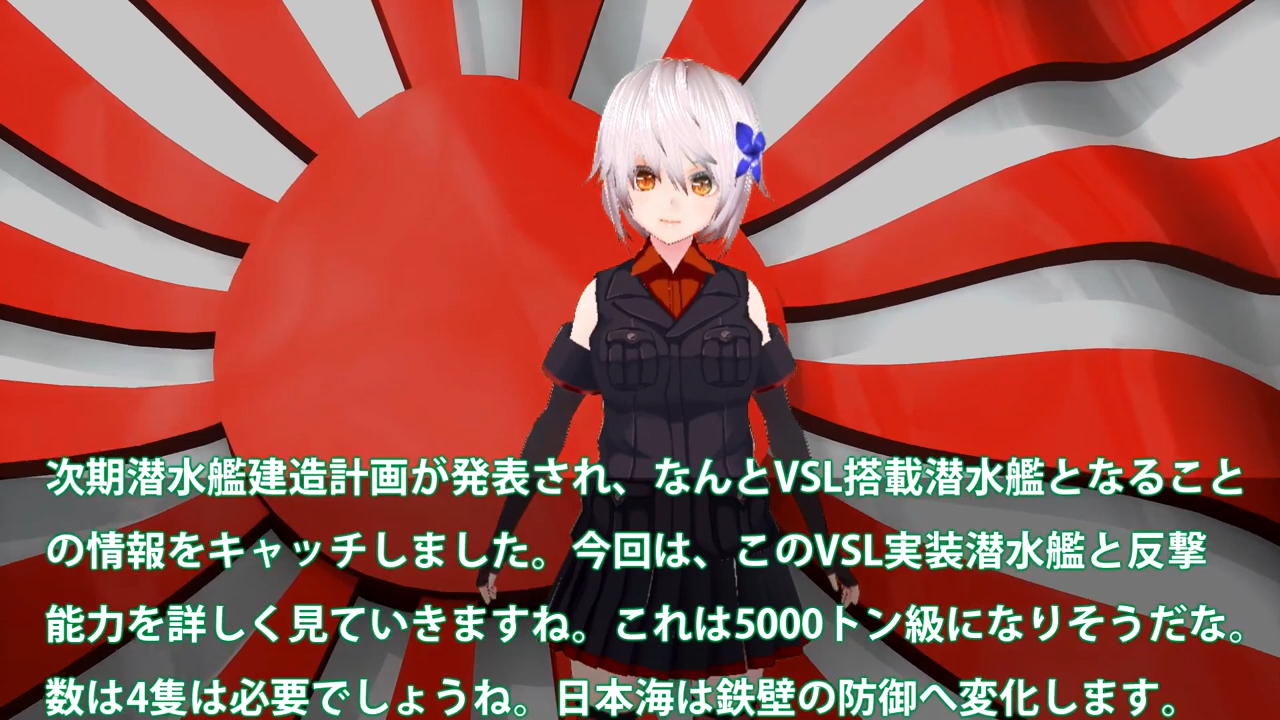 次期潜水艦建造計画が発表され、なんとVSL搭載潜水艦となること
の情報をキャッチしました。今回は、このVSL実装潜水艦と反撃
能力を詳しく見ていきますね。これは5000トン級になりそうだな。
数は4隻は必要でしょうね。日本海は鉄壁の防御へ変化します。